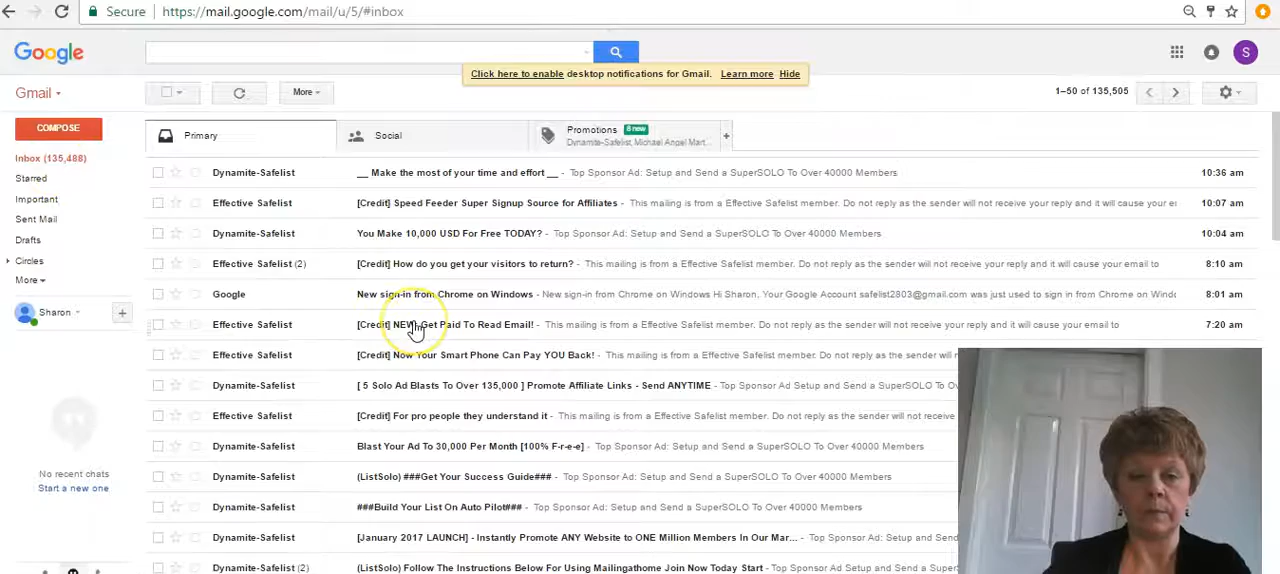 Secure https://mail.google.com/mail/u/5/#inbox
Google
Click here to enable desktop notifications for Gmail. Learn more Hide
Gmail
More
1–50 of 135,505
COMPOSE
Primary
Social
Promotions 8 new
Dynamite-Safelist, Michael Angel Mart...
Inbox (135,488)
Starred
Important
Sent Mail
Drafts
Circles
More
Sharon
No recent chats
Start a new one
S
Dynamite-Safelist __ Make the most of your time and effort __ - Top Sponsor Ad: Setup and Send a SuperSOLO To Over 40000 Members 10:36 am
Effective Safelist [Credit] Speed Feeder Super Signup Source for Affiliates - This mailing is from a Effective Safelist member. Do not reply as the sender will not receive your reply and it will cause your 10:07 am
Dynamite-Safelist You Make 10,000 USD For Free TODAY? - Top Sponsor Ad: Setup and Send a SuperSOLO To Over 40000 Members 10:04 am
Effective Safelist (2) [Credit] How do you get your visitors to return? - This mailing is from a Effective Safelist member. Do not reply as the sender will not receive your reply and it will cause your email to 8:10 am
Google New sign-in from Chrome on Windows - New sign-in from Chrome on Windows Hi Sharon, Your Google Account safelist2803@gmail.com was just used to sign in from Chrome on Windo 8:01 am
Effective Safelist [Credit] NEW Get Paid To Read Email! - This mailing is from a Effective Safelist member. Do not reply as the sender will not receive your reply and it will cause your email to 7:20 am
Effective Safelist [Credit] Now Your Smart Phone Can Pay YOU Back! - This mailing is from a Effective Safelist member. Do not reply as the sender will not r
Dynamite-Safelist [ 5 Solo Ad Blasts To Over 135,000 ] Promote Affiliate Links - Send ANYTIME - Top Sponsor Ad: Setup and Send a Su
Effective Safelist [Credit] For pro people they understand it - This mailing is from a Effective Safelist member. Do not reply as the sender will not receive
Dynamite-Safelist Blast Your Ad To 30,000 Per Month [100% F-r-e-e] - Top Sponsor Ad: Setup and Send a SuperSOLO To Over 40000 Members
Dynamite-Safelist (ListSolo) ###Get Your Success Guide### - Top Sponsor Ad: Setup and Send a SuperSOLO To Over 40000 Members
Dynamite-Safelist ###Build Your List On Auto Pilot### - Top Sponsor Ad: Setup and Send a SuperSOLO To Over 40000 Members
Dynamite-Safelist [January 2017 LAUNCH] - Instantly Promote ANY Website to ONE Million Members In Our Mar... - Top Sponsor Ad: Setup
Dynamite-Safelist (2) (ListSolo) Follow The Instructions Below For Using Mailingathome Join Now Today Start - Top Sponsor Ad: Setup and S